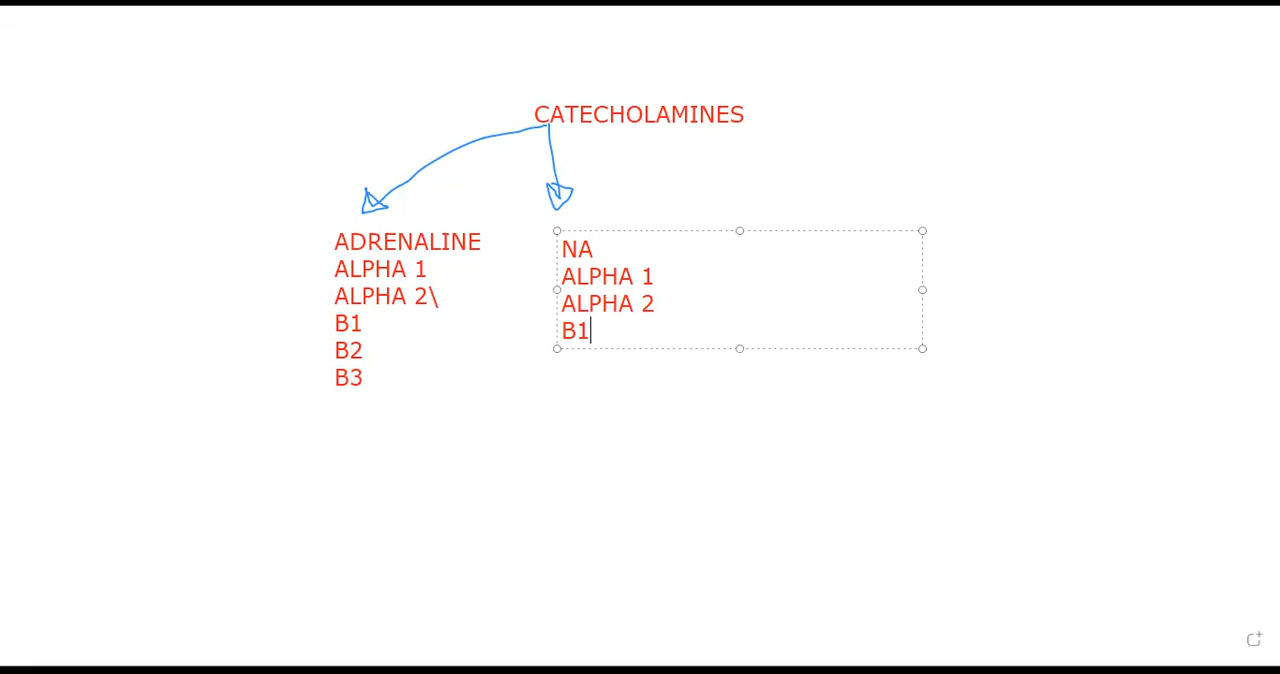 CATECHOLAMINES
ADRENALINE
ALPHA 1
ALPHA 2\
B1
B2
B3
NA
ALPHA 1
ALPHA 2
B1